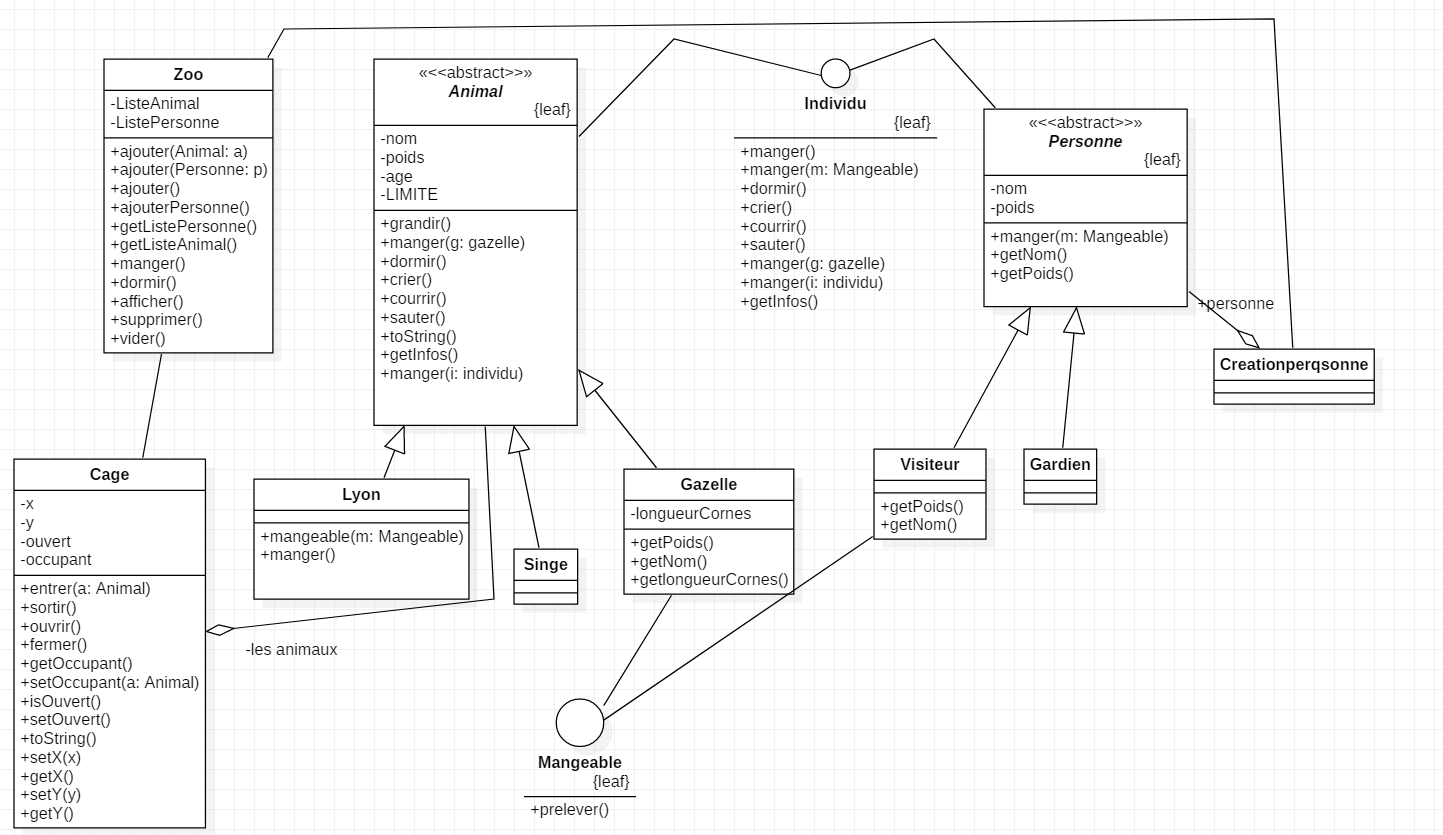 Zoo
-ListeAnimal
-ListePersonne
+ajouter(Animal: a)
+ajouter(Personne: p)
+ajouter()
+ajouterPersonne()
+getListePersonne()
+getListeAnimal()
+manger()
+dormir()
+afficher()
+supprimer()
+vider()
«<<abstract>>»
Animal
{leaf}
-nom
-poids
-age
-LIMITE
+grandir()
+manger(g: gazelle)
+dormir()
+crier()
+courrir()
+sauter()
+toString()
+getInfos()
+manger(i: individu)
Individu
{leaf}
+manger()
+manger(m: Mangeable)
+dormir()
+crier()
+courrir()
+sauter()
+manger(g: gazelle)
+manger(i: individu)
+getInfos()
«<<abstract>>»
Personne
{leaf}
-nom
-poids
+manger(m: Mangeable)
+getNom()
+getPoids()
+personne
Creationperqsonne
Cage
-x
-y
-ouvert
-occupant
+entrer(a: Animal)
+sortir()
+ouvrir()
+fermer()
+getOccupant()
+setOccupant(a: Animal)
+isOuvert()
+setOuvert()
+toString()
+setX(x)
+getX()
+setY(y)
+getY()
-les animaux
Lyon
+mangeable(m: Mangeable)
+manger()
Singe
Gazelle
-longueurCornes
+getPoids()
+getNom()
+getlongueurCornes()
Visiteur
+getPoids()
+getNom()
Gardien
Mangeable
{leaf}
+prelever()